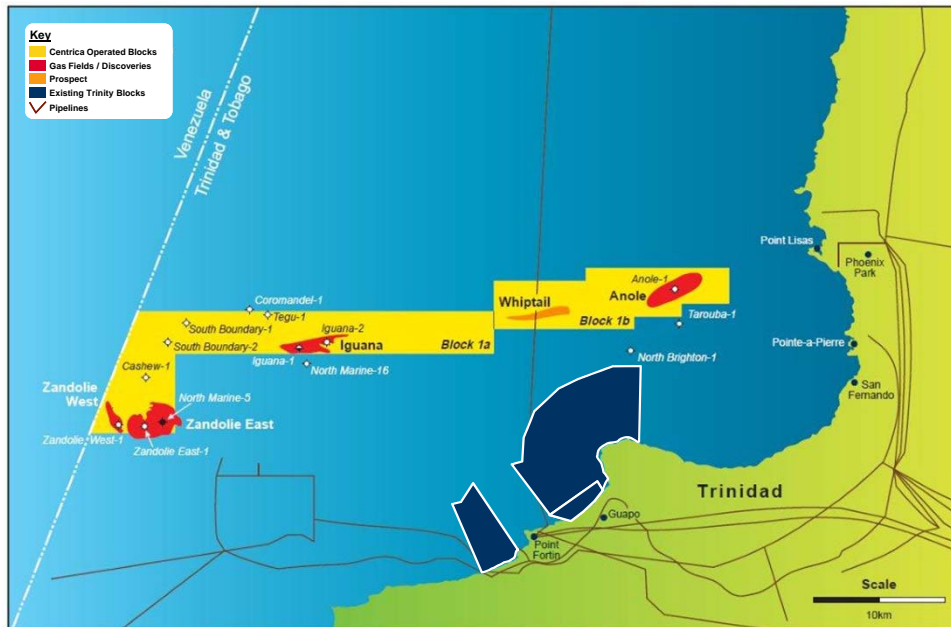 Key
Centrica Operated Blocks
Gas Fields / Discoveries
Prospect
Existing Trinity Blocks
Pipelines
Venezuela
Trinidad & Tobago
Point Lisas
Phoenix
Park
Anole-1
Anole
Coromandel-1
Tegu-1
Whiptail
Block 1b
Tarouba-1
South Boundary-1
Iguana-2
South Boundary-2
Iguana
Block 1a
Iguana-1
North Marine-16
North Brighton-1
Pointe-a-Pierre
Cashew-1
San
Fernando
Zandolie
West
North Marine-5
Zandolie East
Zandolie West-1
Zandolie East-1
Trinidad
Guapo
Point
Fortin
Scale
10km